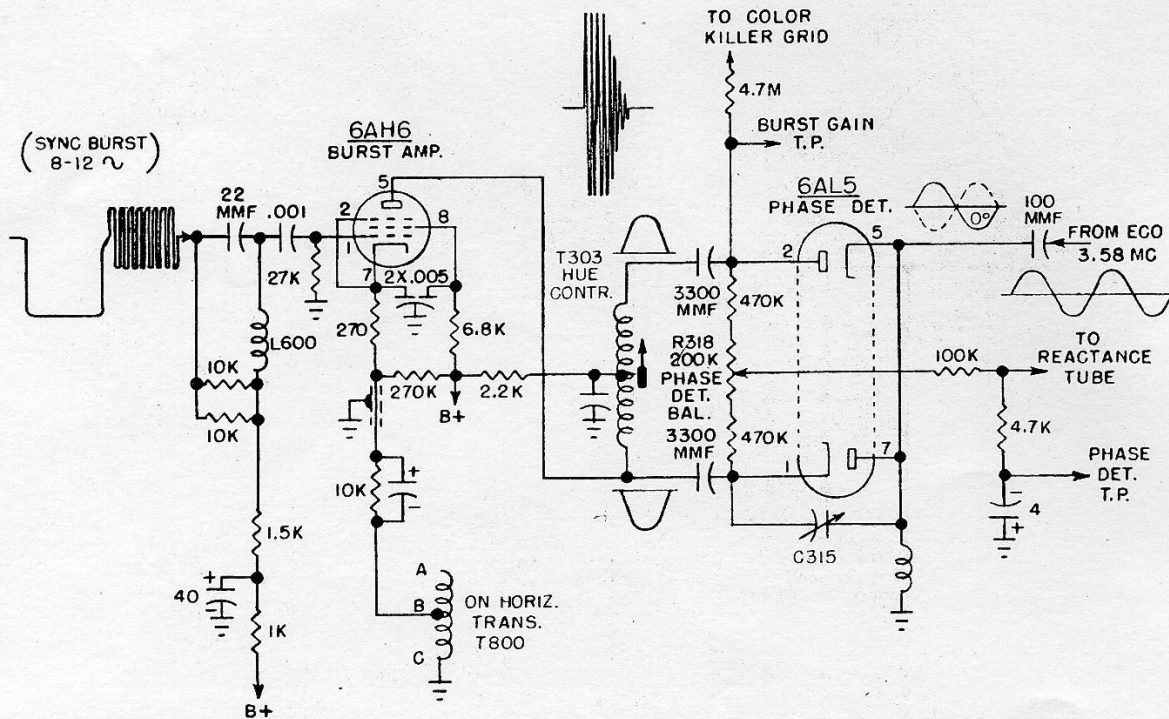 TO COLOR
KILLER GRID
4.7M
BURST GAIN
T.P.
(SYNC BURST)
8-12 ∿
6AH6
BURST AMP.
5
2
8
1
7
22
MMF
.001
27K
2X.005
270
6.8K
L600
10K
10K
270K
2.2K
B+
10K
+
-
1.5K
+
40
-
1K
B+
A
B
C
ON HORIZ.
TRANS.
T800
T303
HUE
CONTR.
3300
MMF
470K
R318
200K
PHASE
DET.
BAL.
3300
MMF
470K
6AL5
PHASE DET.
2
5
1
7
C315
0°
100
MMF
FROM ECO
3.58 MC
TO
REACTANCE
TUBE
100K
4.7K
PHASE
DET.
T.P.
-
4
+